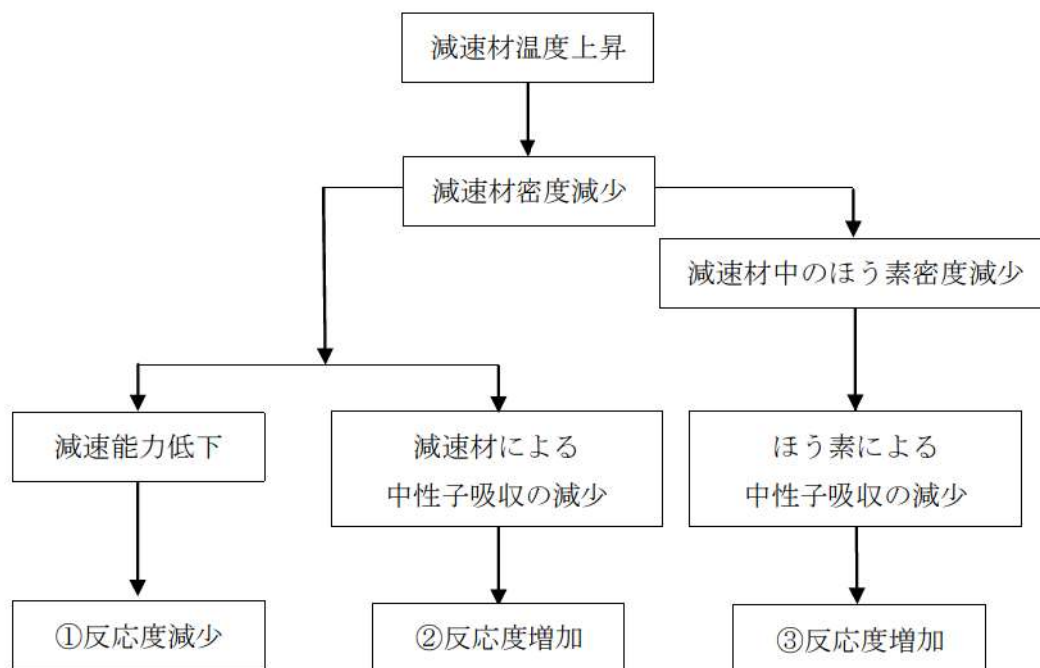 減速材温度上昇
減速材密度減少
減速材中のほう素密度減少
減速能力低下
減速材による
中性子吸収の減少
ほう素による
中性子吸収の減少
①反応度減少
②反応度増加
③反応度増加